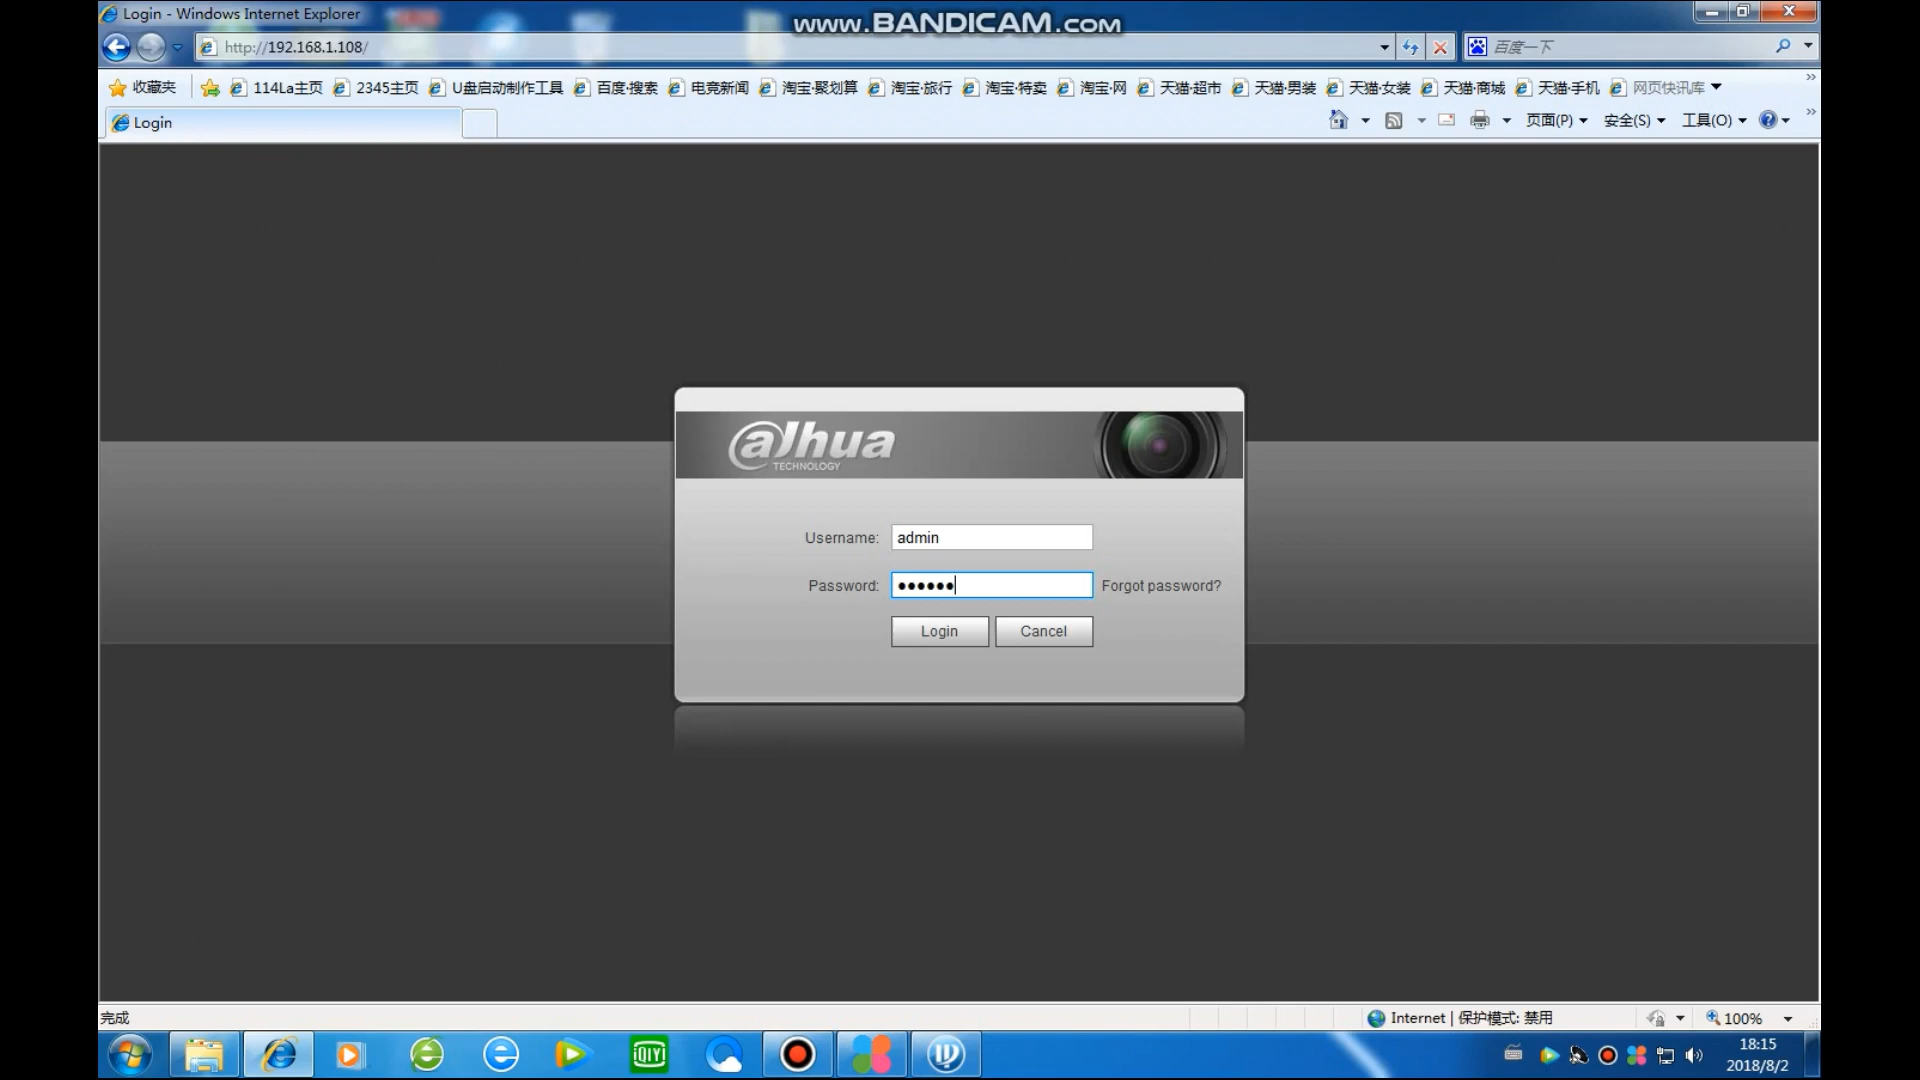 Login - Windows Internet Explorer
www.BANDICAM.com
http://192.168.1.108/
百度一下
收藏夹 114La主页 2345主页 U盘启动制作工具 百度·搜索 电竞新闻 淘宝·聚划算 淘宝·旅行 淘宝·特卖 淘宝·网 天猫·超市 天猫·男装 天猫·女装 天猫·商城 天猫·手机 网页快讯库
Login
页面(P) 安全(S) 工具(O)
alhua
TECHNOLOGY
Username: admin
Password: ●●●●●● Forgot password?
Login Cancel
完成
Internet | 保护模式: 禁用
100%
QIYI
18:15
2018/8/2